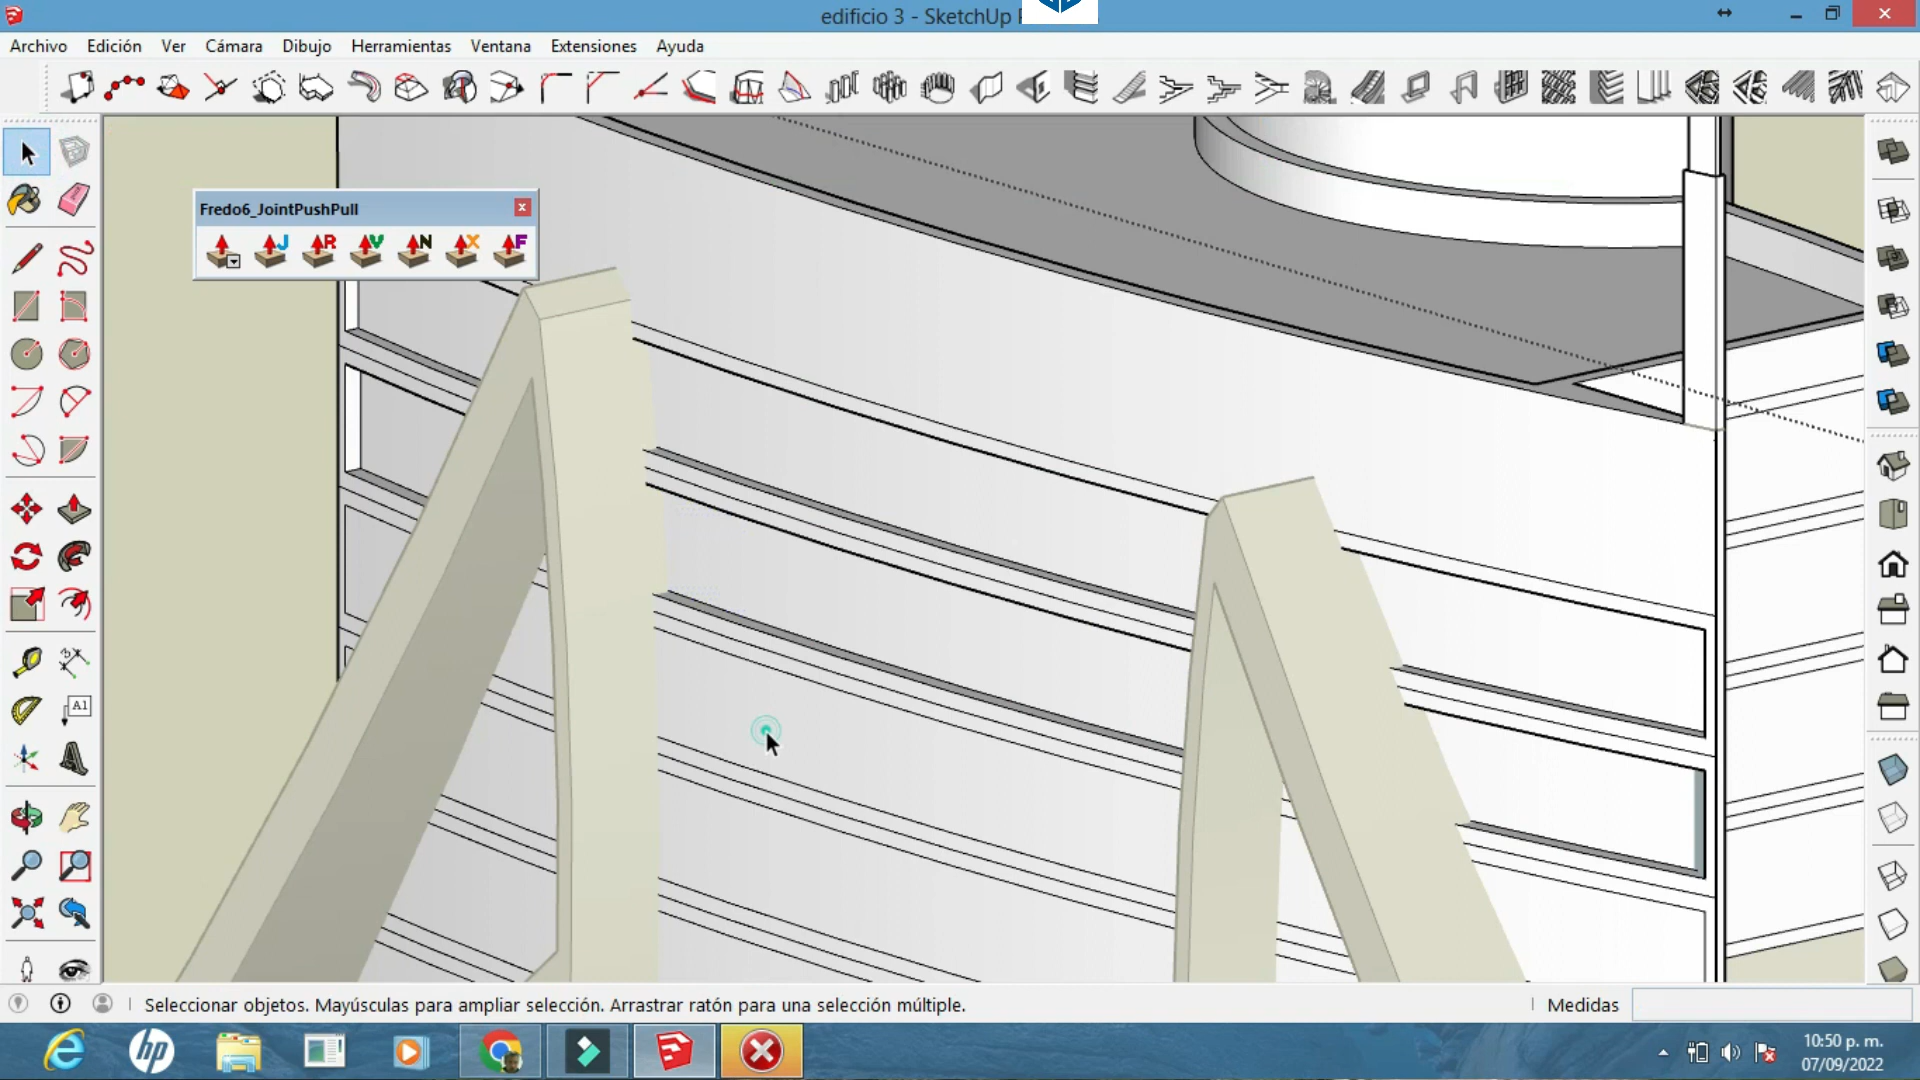 edificio 3 - SketchUp
Archivo Edición Ver Cámara Dibujo Herramientas Ventana Extensiones Ayuda
Fredo6_JointPushPull
J R V N X F
A1
Seleccionar objetos. Mayúsculas para ampliar selección. Arrastrar ratón para una selección múltiple.
Medidas
hp
10:50 p. m.
07/09/2022